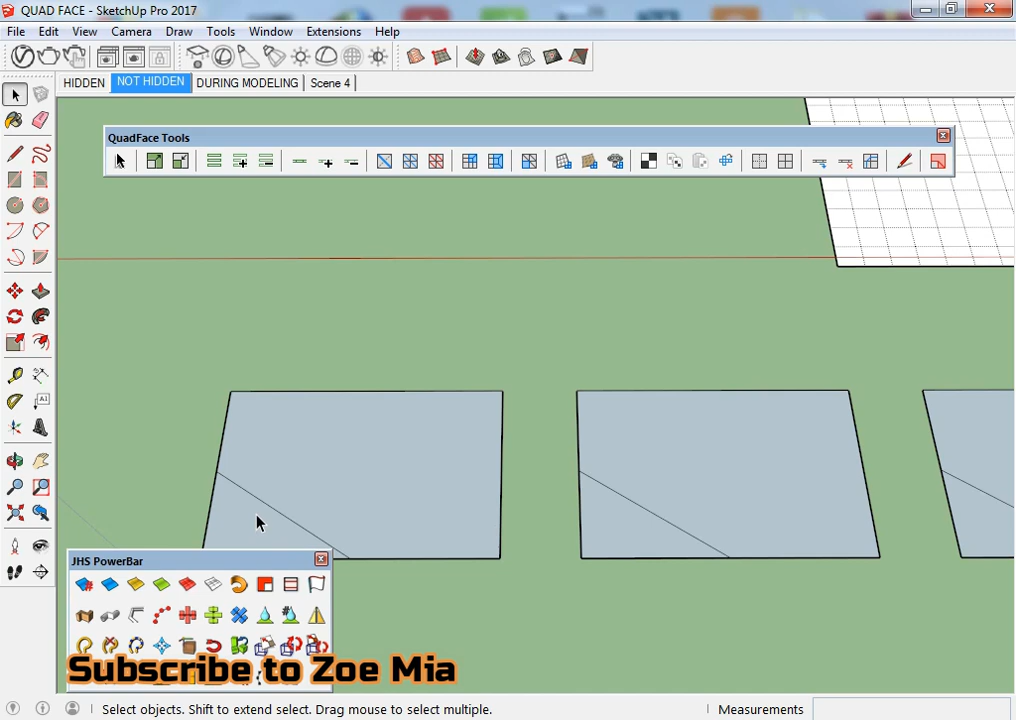 QUAD FACE - SketchUp Pro 2017
File Edit View Camera Draw Tools Window Extensions Help
HIDDEN NOT HIDDEN DURING MODELING Scene 4
QuadFace Tools
JHS PowerBar
Subscribe to Zoe Mia
Select objects. Shift to extend select. Drag mouse to select multiple.
Measurements